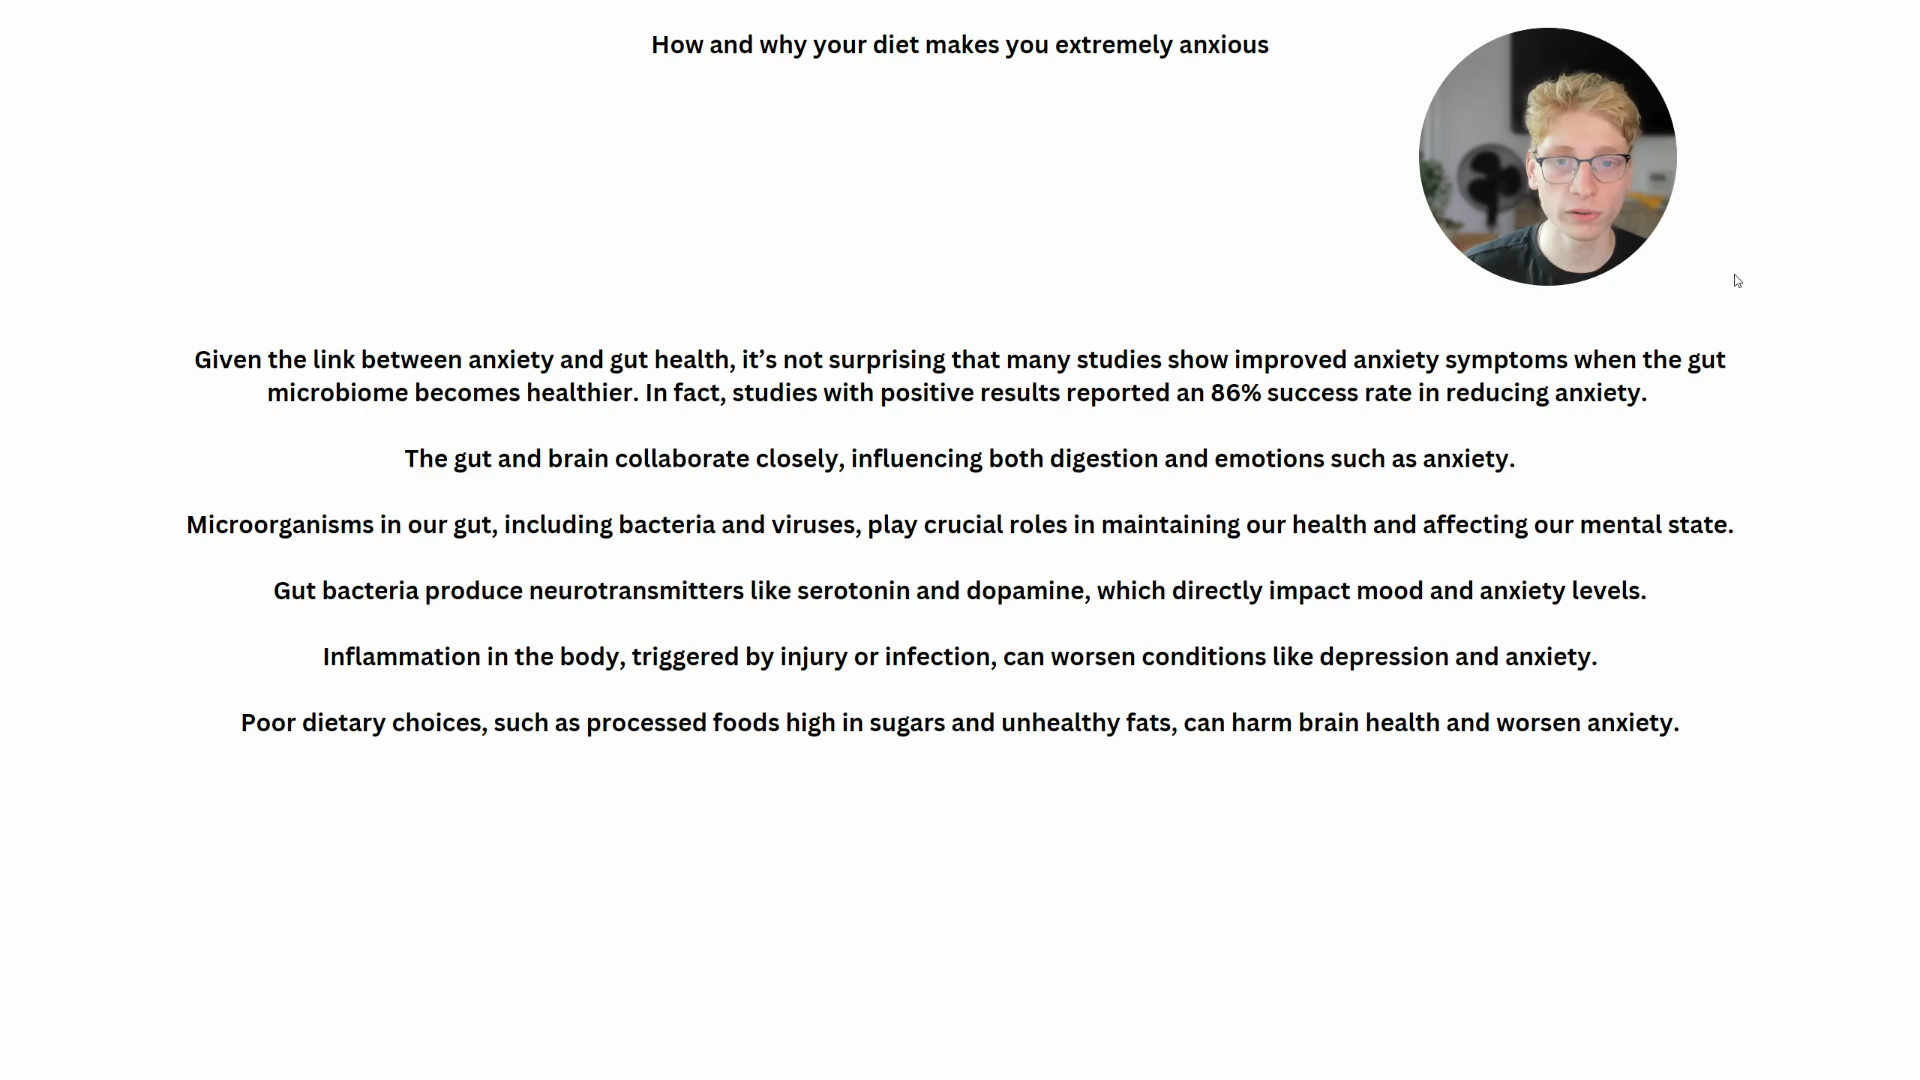 How and why your diet makes you extremely anxious
Given the link between anxiety and gut health, it’s not surprising that many studies show improved anxiety symptoms when the gut
microbiome becomes healthier. In fact, studies with positive results reported an 86% success rate in reducing anxiety.
The gut and brain collaborate closely, influencing both digestion and emotions such as anxiety.
Microorganisms in our gut, including bacteria and viruses, play crucial roles in maintaining our health and affecting our mental state.
Gut bacteria produce neurotransmitters like serotonin and dopamine, which directly impact mood and anxiety levels.
Inflammation in the body, triggered by injury or infection, can worsen conditions like depression and anxiety.
Poor dietary choices, such as processed foods high in sugars and unhealthy fats, can harm brain health and worsen anxiety.